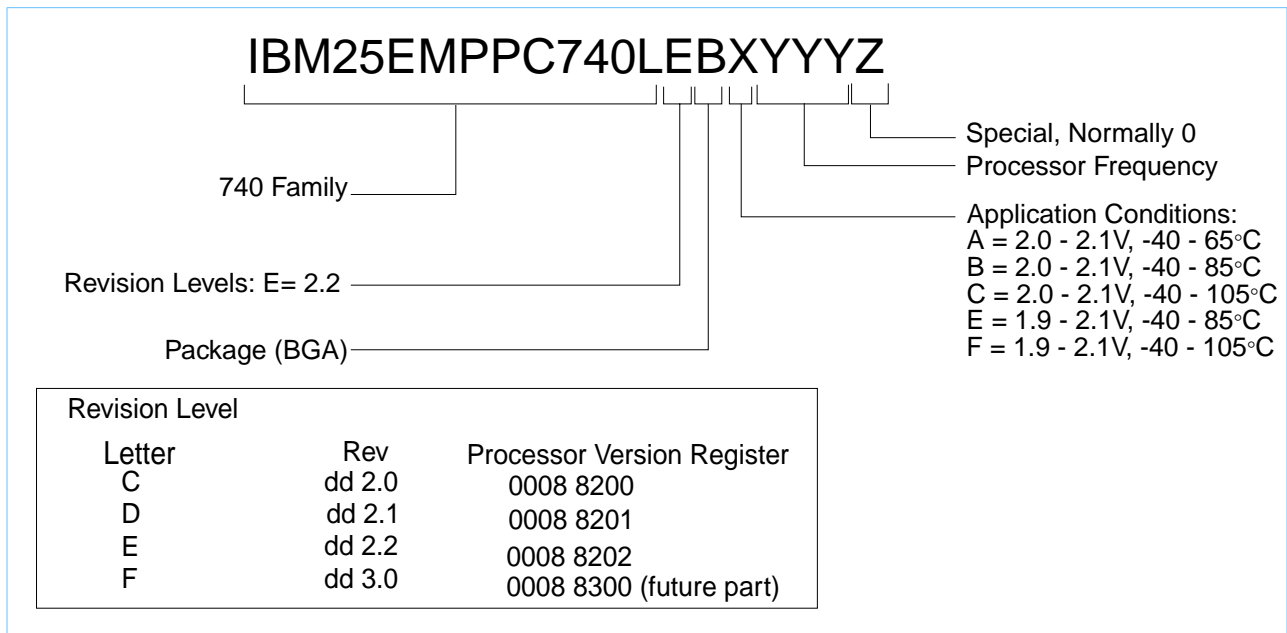 IBM25EMPPC740LEBXYYYZ
Special, Normally 0
Processor Frequency
740 Family
Application Conditions:
A = 2.0 - 2.1V, -40 - 65°C
B = 2.0 - 2.1V, -40 - 85°C
C = 2.0 - 2.1V, -40 - 105°C
E = 1.9 - 2.1V, -40 - 85°C
F = 1.9 - 2.1V, -40 - 105°C
Revision Levels: E= 2.2
Package (BGA)
Revision Level
Letter Rev Processor Version Register
C dd 2.0 0008 8200
D dd 2.1 0008 8201
E dd 2.2 0008 8202
F dd 3.0 0008 8300 (future part)